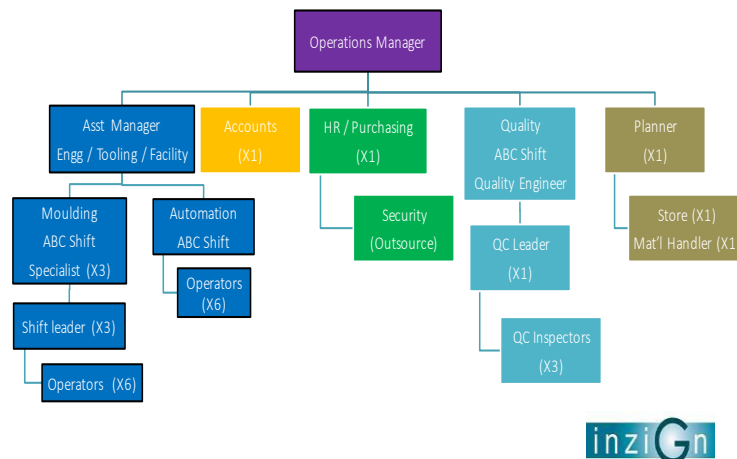 Operations Manager
Asst Manager
Engg / Tooling / Facility
Accounts
(X1)
HR / Purchasing
(X1)
Quality
ABC Shift
Quality Engineer
Planner
(X1)
Moulding
ABC Shift
Specialist (X3)
Automation
ABC Shift
Security
(Outsource)
Store (X1)
Mat'l Handler (X1
QC Leader
(X1)
Operators
(X6)
Shift leader (X3)
QC Inspectors
(X3)
Operators (X6)
inziGn